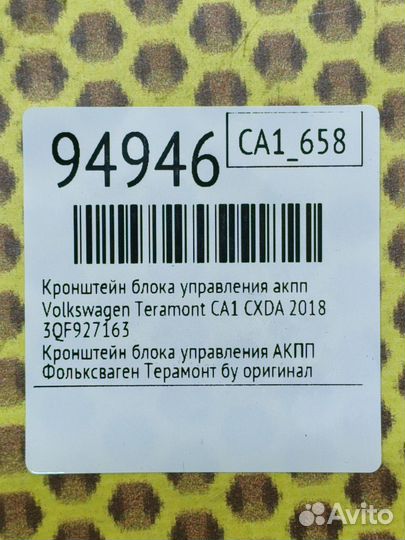 94946
CA1_658
Кронштейн блока управления акпп
Volkswagen Teramont CA1 CXDA 2018
3QF927163
Кронштейн блока управления АКПП
Фольксваген Терамонт бу оригинал
Avito